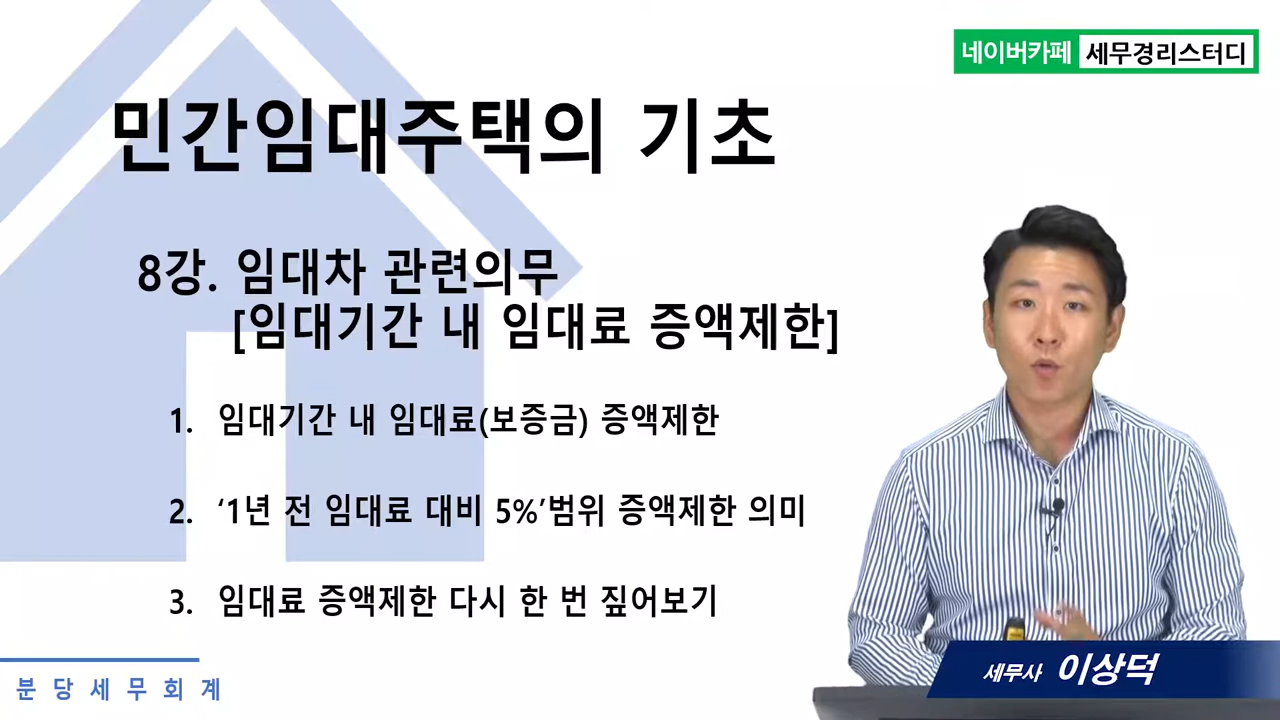 네이버카페 세무경리스터디
민간임대주택의 기초
8강. 임대차 관련의무
[임대기간 내 임대료 증액제한]
1. 임대기간 내 임대료(보증금) 증액제한
2. ‘1년 전 임대료 대비 5%’범위 증액제한 의미
3. 임대료 증액제한 다시 한 번 짚어보기
분당세무회계
세무사 이상덕